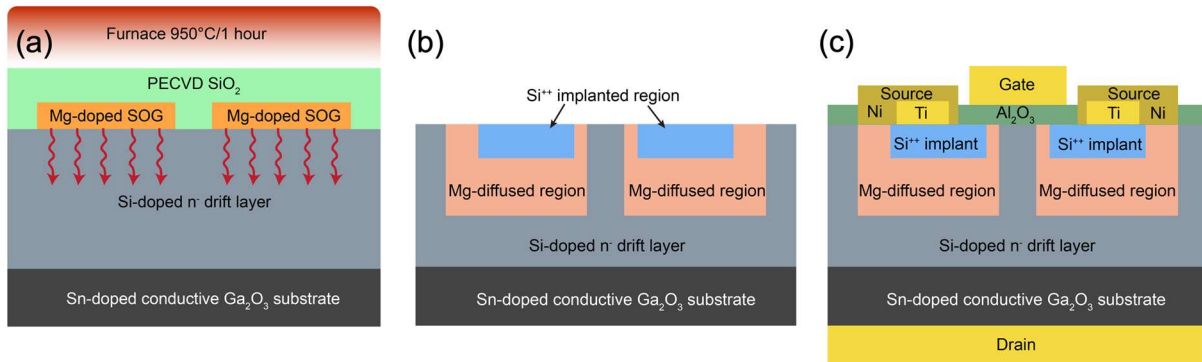 (a)
Furnace 950°C/1 hour
PECVD SiO₂
Mg-doped SOG
Mg-doped SOG
Si-doped n⁻ drift layer
Sn-doped conductive Ga₂O₃ substrate
(b)
Si⁺⁺ implanted region
Mg-diffused region
Mg-diffused region
Si-doped n⁻ drift layer
Sn-doped conductive Ga₂O₃ substrate
(c)
Gate
Source
Source
Ni
Ti
Al₂O₃
Ti
Ni
Si⁺⁺ implant
Si⁺⁺ implant
Mg-diffused region
Mg-diffused region
Si-doped n⁻ drift layer
Sn-doped conductive Ga₂O₃ substrate
Drain